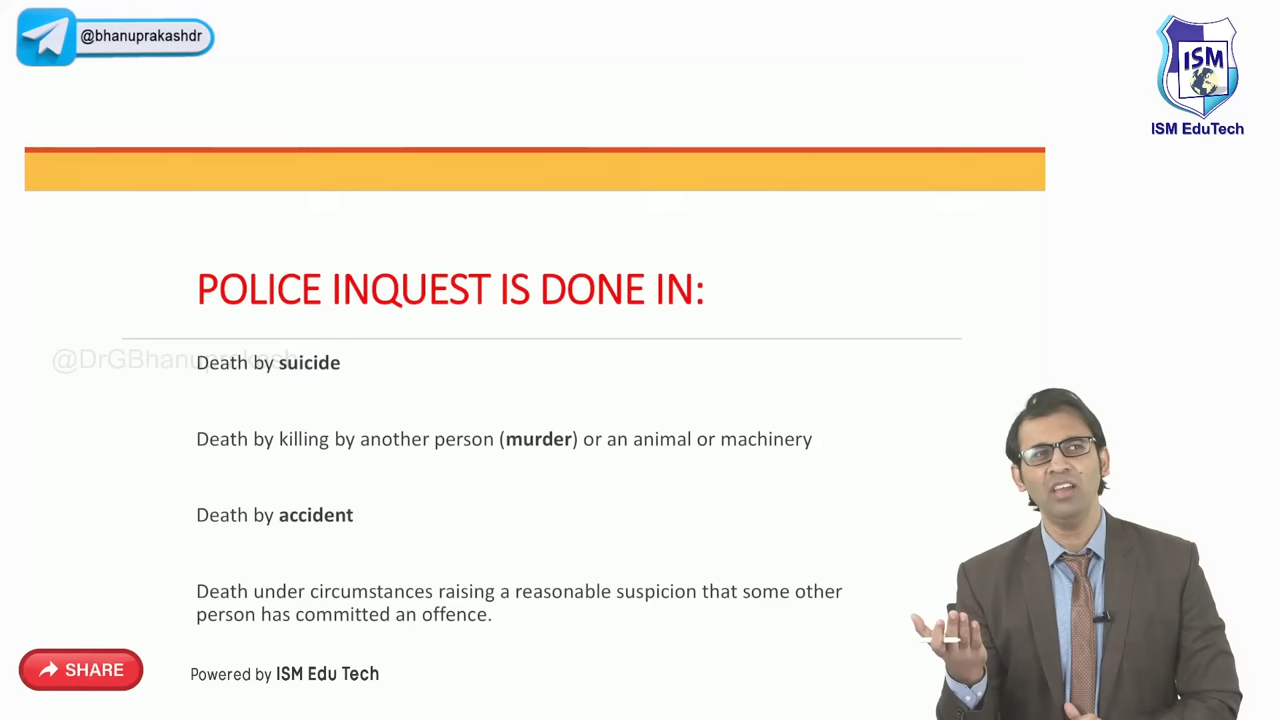 @bhanuprakashdr
ISM
ISM EduTech
POLICE INQUEST IS DONE IN:
@DrGBhanuprakash
Death by suicide
Death by killing by another person (murder) or an animal or machinery
Death by accident
Death under circumstances raising a reasonable suspicion that some other
person has committed an offence.
SHARE
Powered by ISM Edu Tech